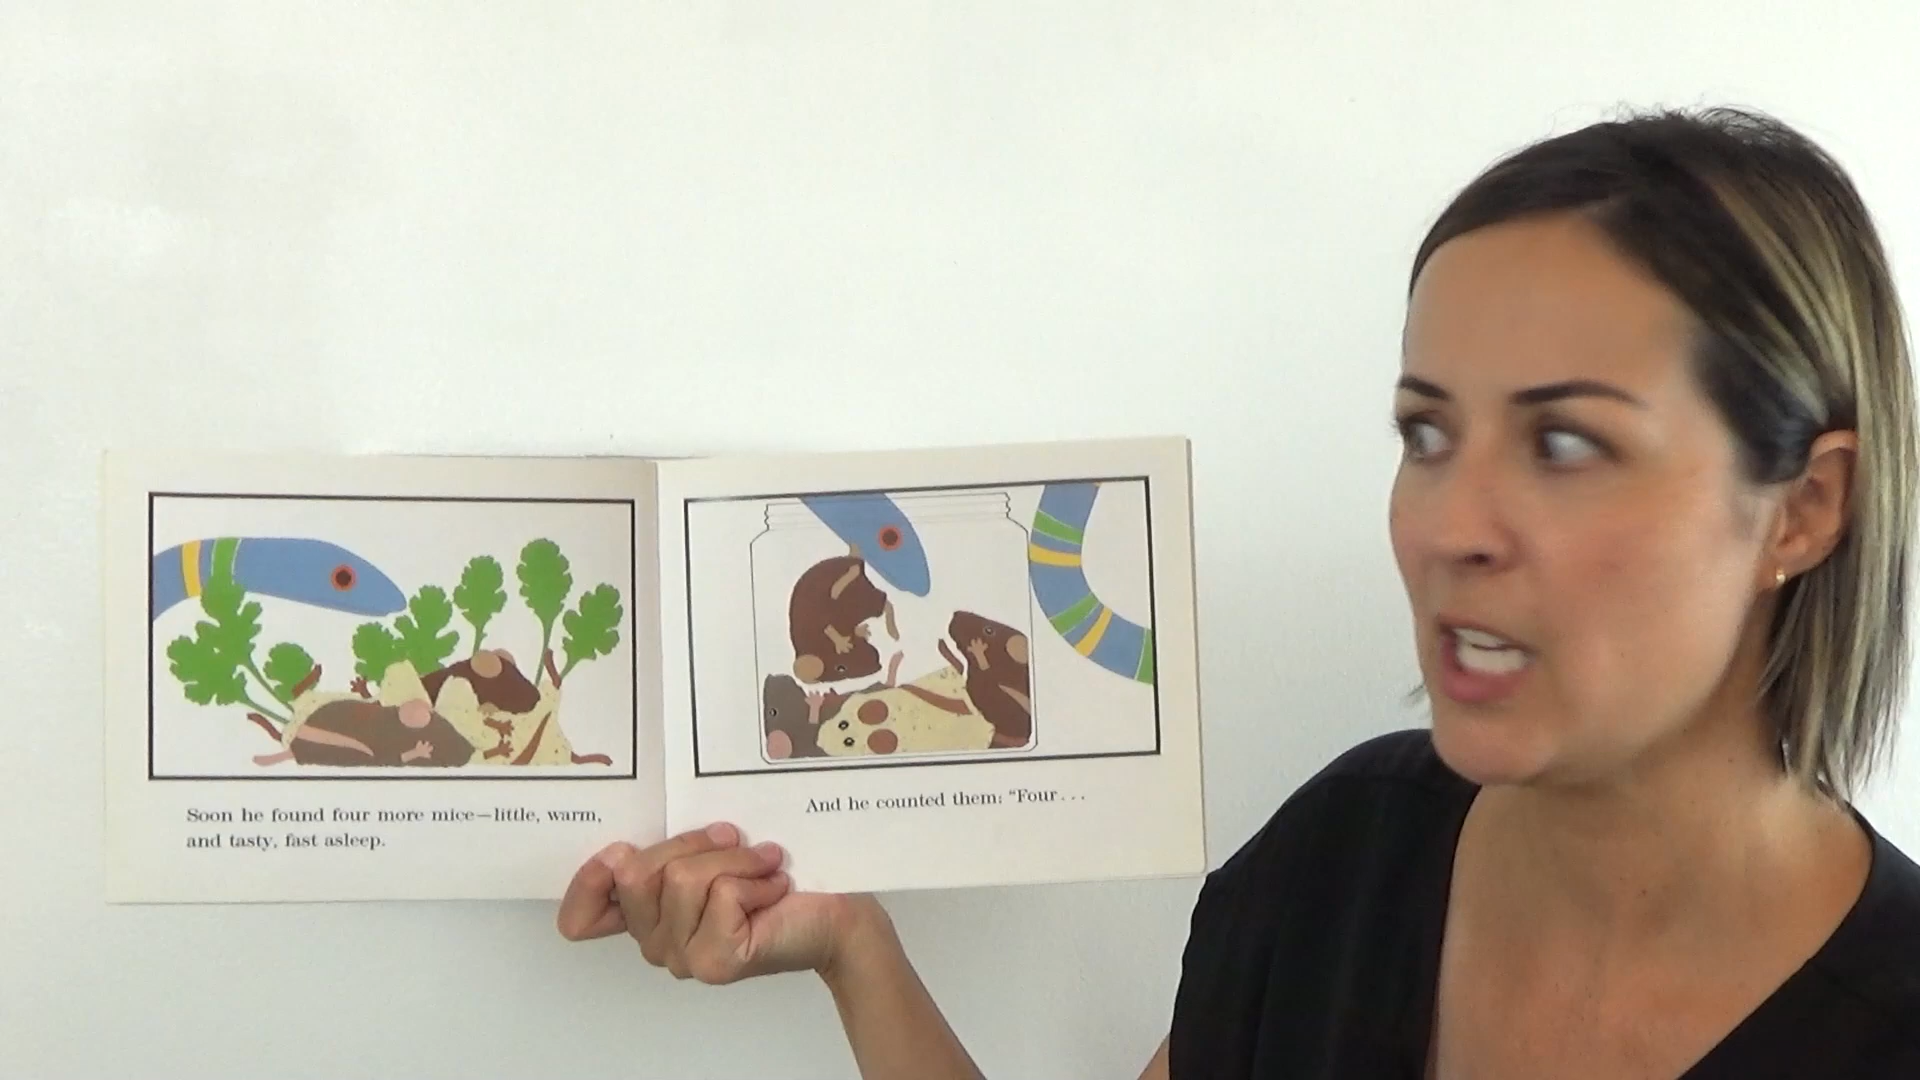 Soon he found four more mice—little, warm,
and tasty, fast asleep.
And he counted them: “Four . . .